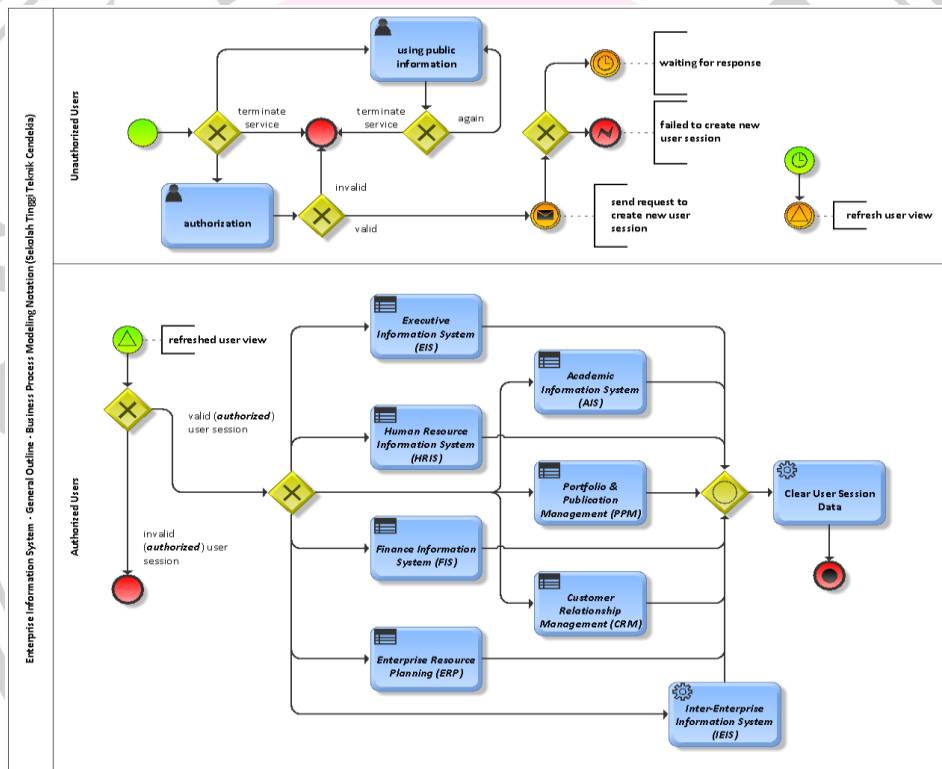 Enterprise Information System - General Outline - Business Process Modeling Notation (Sekolah Tinggi Teknik Cendekia)
Unauthorized Users
using public
information
terminate
service
terminate
service
again
invalid
valid
authorization
waiting for response
failed to create new
user session
send request to
create new user
session
refresh user view
Authorized Users
refreshed user view
valid (authorized)
user session
invalid
(authorized) user
session
Executive
Information System
(EIS)
Academic
Information System
(AIS)
Human Resource
Information System
(HRIS)
Portfolio &
Publication
Management (PPM)
Finance Information
System (FIS)
Customer
Relationship
Management (CRM)
Enterprise Resource
Planning (ERP)
Inter-Enterprise
Information System
(IEIS)
Clear User Session
Data